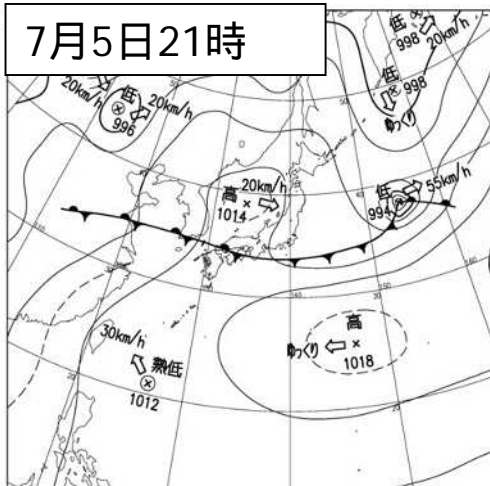 7月5日21時
低
998
20km/h
低
998
ゆっくり
20km/h
低
996
20km/h
高
1014
20km/h
低
994
55km/h
高
1018
ゆっくり
30km/h
熱低
1012